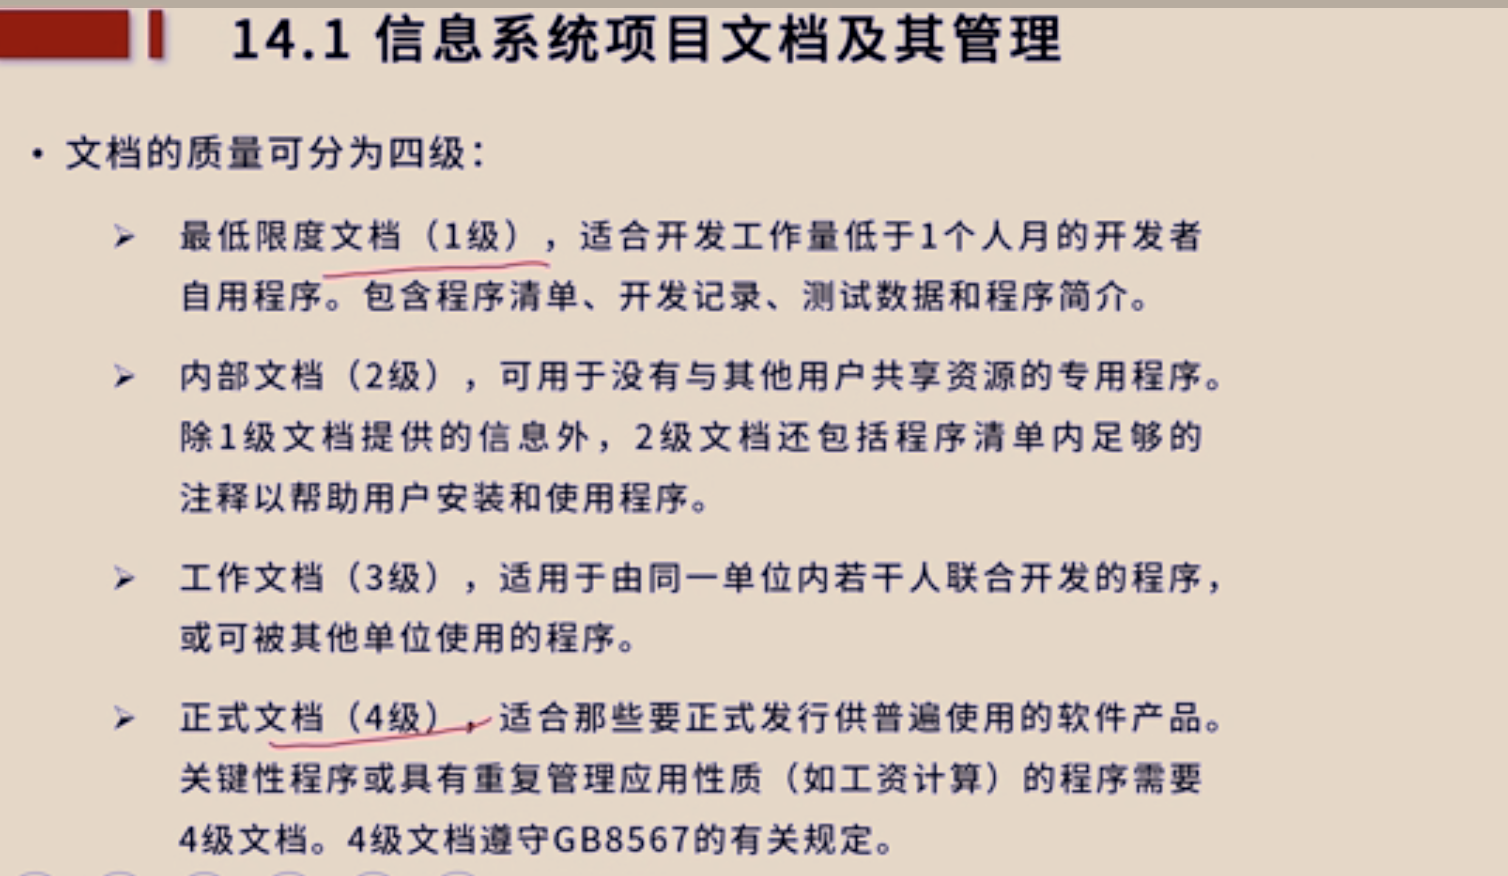 14.1 信息系统项目文档及其管理
• 文档的质量可分为四级：
➢ 最低限度文档（1级），适合开发工作量低于1个人月的开发者
自用程序。包含程序清单、开发记录、测试数据和程序简介。
➢ 内部文档（2级），可用于没有与其他用户共享资源的专用程序。
除1级文档提供的信息外，2级文档还包括程序清单内足够的
注释以帮助用户安装和使用程序。
➢ 工作文档（3级），适用于由同一单位内若干人联合开发的程序，
或可被其他单位使用的程序。
➢ 正式文档（4级），适合那些要正式发行供普遍使用的软件产品。
关键性程序或具有重复管理应用性质（如工资计算）的程序需要
4级文档。4级文档遵守GB8567的有关规定。